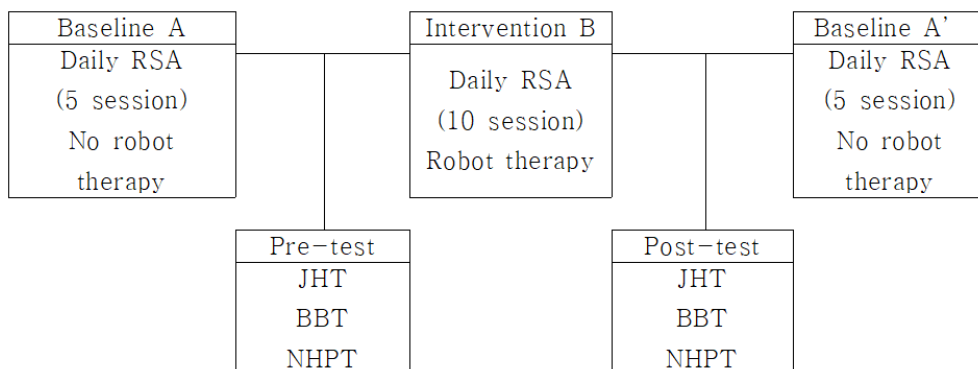 Baseline A
Daily RSA
(5 session)
No robot
therapy
Intervention B
Daily RSA
(10 session)
Robot therapy
Baseline A'
Daily RSA
(5 session)
No robot
therapy
Pre-test
JHT
BBT
NHPT
Post-test
JHT
BBT
NHPT